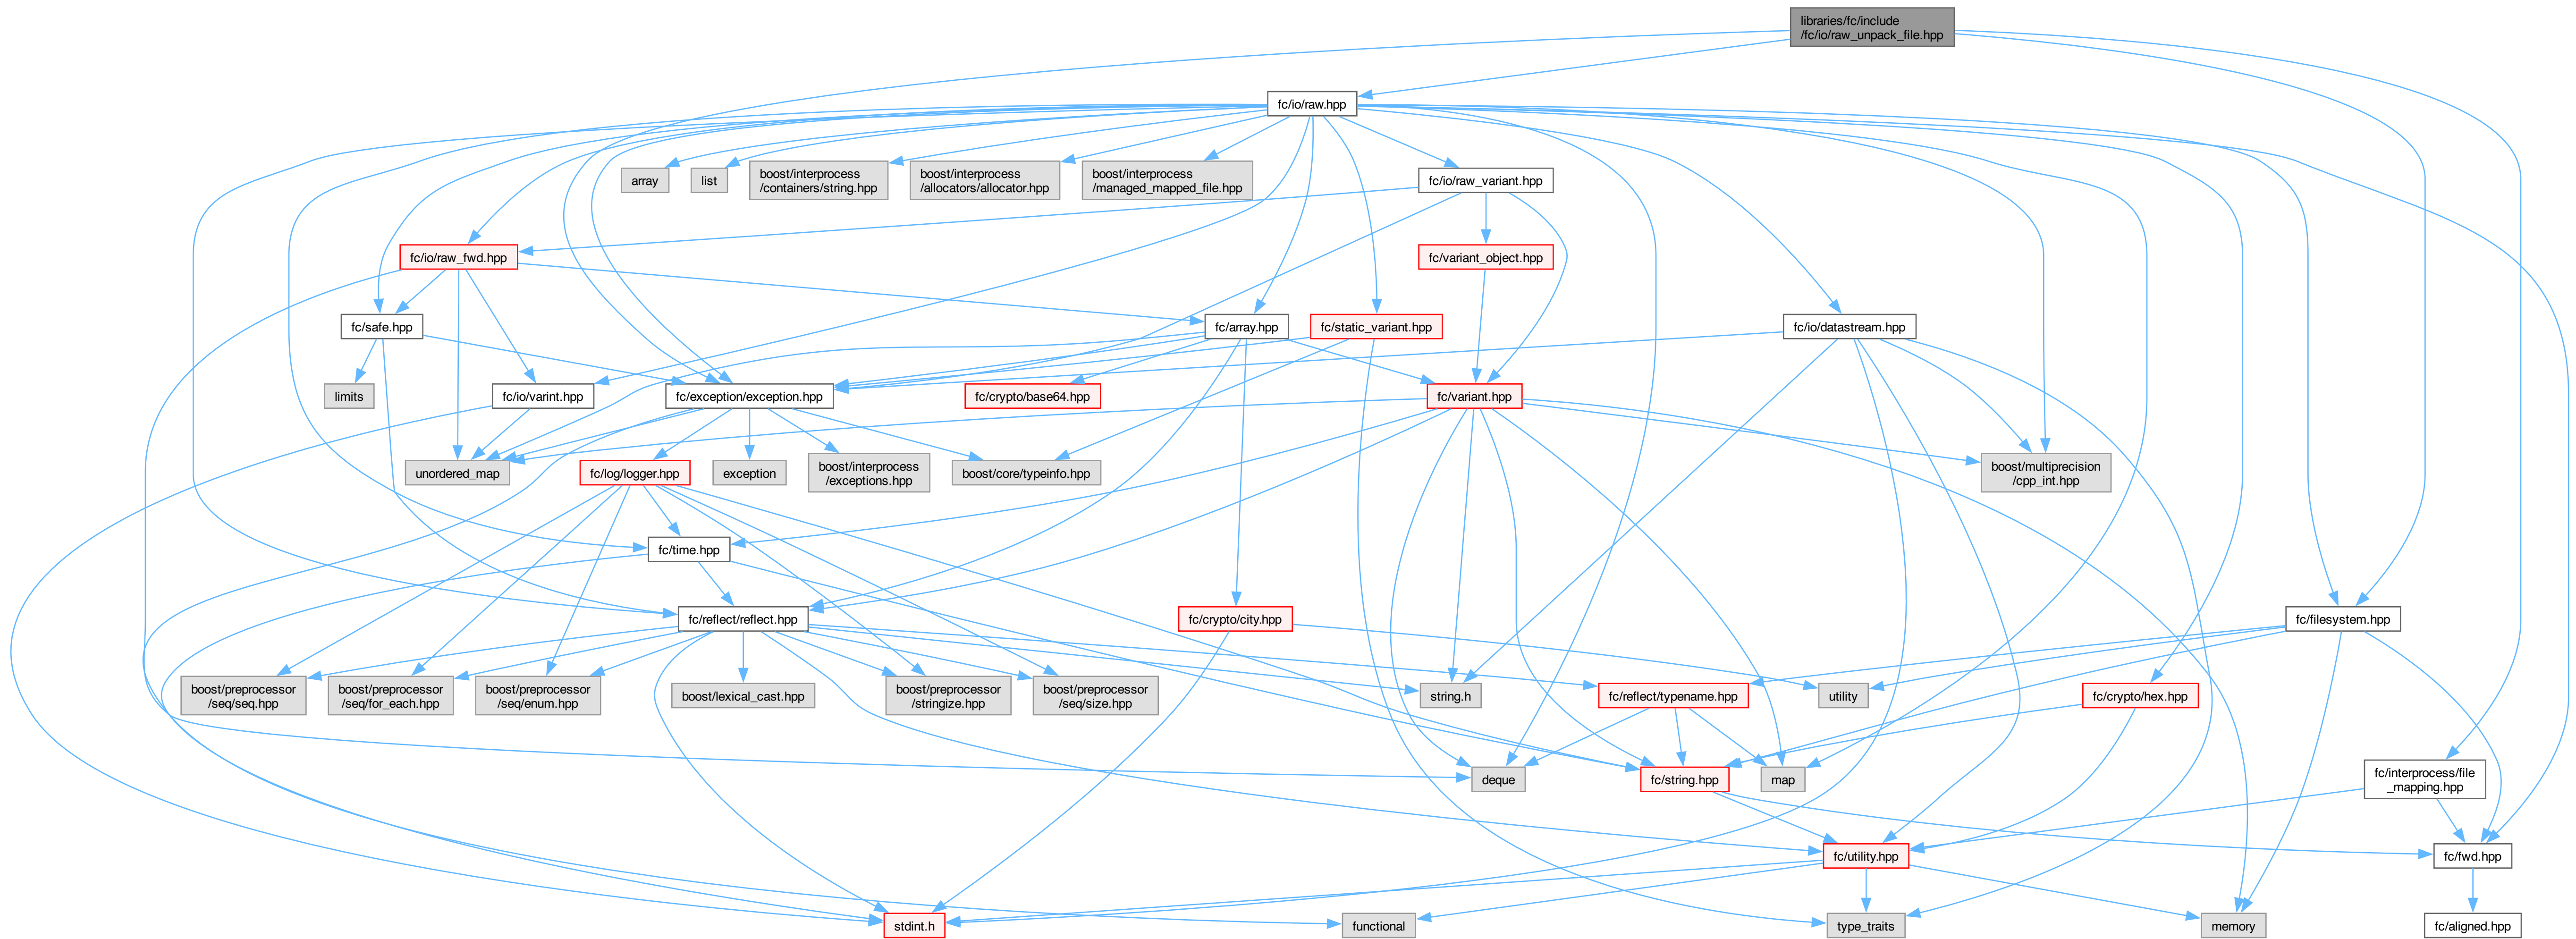 libraries/fc/include
/fc/io/raw_unpack_file.hpp
fc/io/raw.hpp
array
list
boost/interprocess
/containers/string.hpp
boost/interprocess
/allocators/allocator.hpp
boost/interprocess
/managed_mapped_file.hpp
fc/io/raw_variant.hpp
fc/io/raw_fwd.hpp
fc/variant_object.hpp
fc/safe.hpp
fc/array.hpp
fc/static_variant.hpp
fc/io/datastream.hpp
limits
fc/io/varint.hpp
fc/exception/exception.hpp
fc/crypto/base64.hpp
fc/variant.hpp
unordered_map
fc/log/logger.hpp
exception
boost/interprocess
/exceptions.hpp
boost/core/typeinfo.hpp
boost/multiprecision
/cpp_int.hpp
fc/time.hpp
fc/reflect/reflect.hpp
fc/crypto/city.hpp
fc/filesystem.hpp
boost/preprocessor
/seq/seq.hpp
boost/preprocessor
/seq/for_each.hpp
boost/preprocessor
/seq/enum.hpp
boost/lexical_cast.hpp
boost/preprocessor
/stringize.hpp
boost/preprocessor
/seq/size.hpp
string.h
fc/reflect/typename.hpp
utility
fc/crypto/hex.hpp
deque
fc/string.hpp
map
fc/interprocess/file
_mapping.hpp
fc/utility.hpp
fc/fwd.hpp
stdint.h
functional
type_traits
memory
fc/aligned.hpp